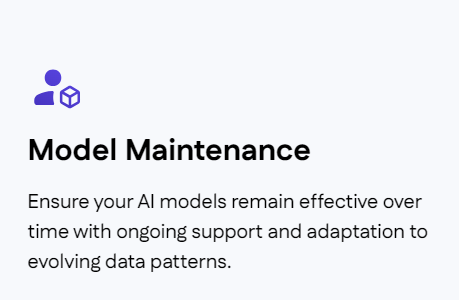 Model Maintenance
Ensure your AI models remain effective over
time with ongoing support and adaptation to
evolving data patterns.